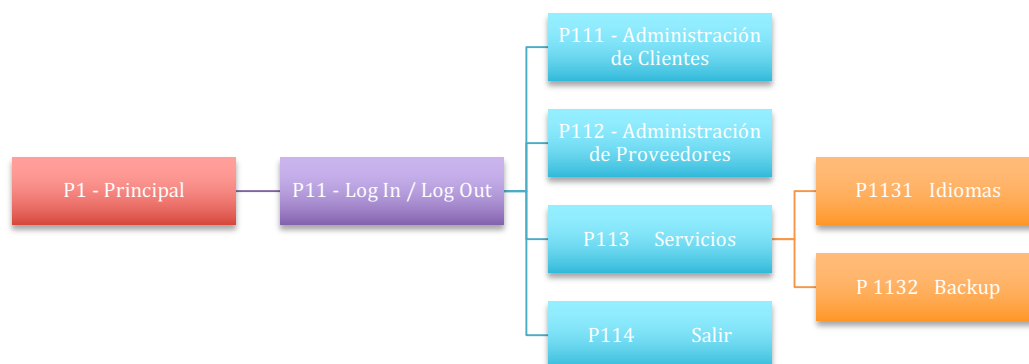 P1 - Principal
P11 - Log In / Log Out
P111 - Administración
de Clientes
P112 - Administración
de Proveedores
P113 Servicios
P114 Salir
P1131 Idiomas
P 1132 Backup